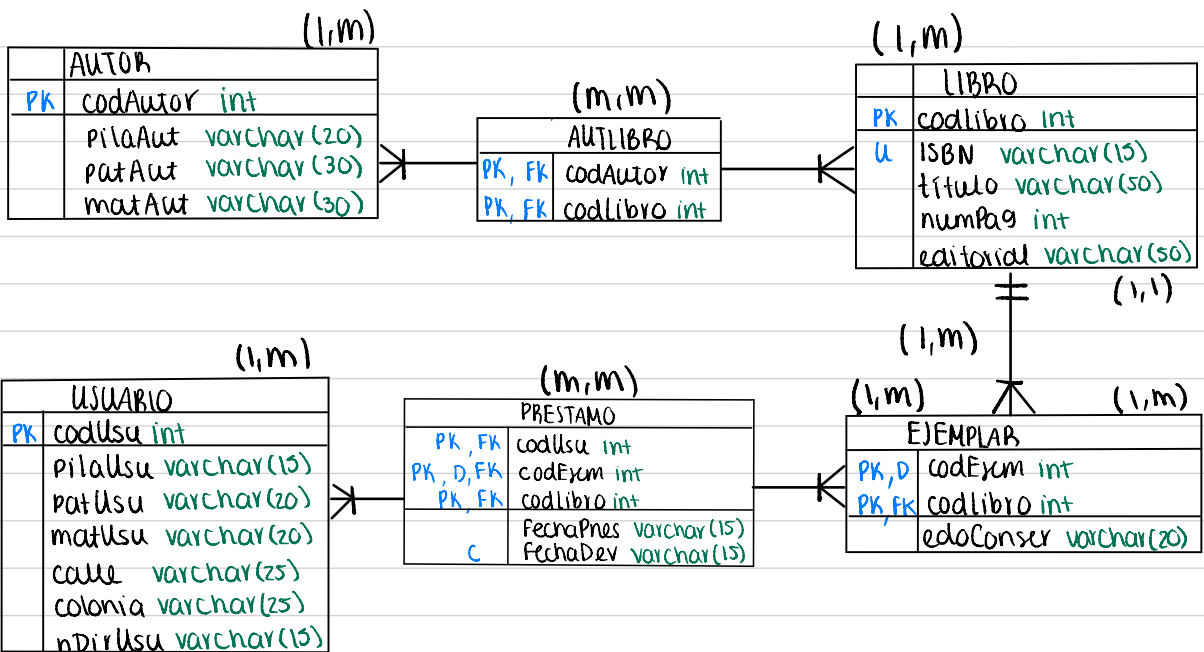 (1,m)
AUTOR
PK codAutor int
pilaAut varchar(20)
patAut varchar(30)
matAut varchar(30)
(m,m)
AUTLIBRO
PK, FK codAutor int
PK, FK codLibro int
(1,m)
LIBRO
PK codLibro int
U ISBN varchar(15)
título varchar(50)
numPag int
editorial varchar(50)
(1,1)
(1,m)
(1,m)
USUARIO
PK codUsu int
pilaUsu varchar(15)
patUsu varchar(20)
matUsu varchar(20)
calle varchar(25)
colonia varchar(25)
nDirUsu varchar(15)
(m,m)
PRESTAMO
PK, FK codUsu int
PK, D, FK codEjem int
PK, FK codLibro int
fechaPres varchar(15)
C fechaDev varchar(15)
(1,m)
(1,m)
EJEMPLAR
PK, D codEjem int
PK, FK codLibro int
edoConser varchar(20)